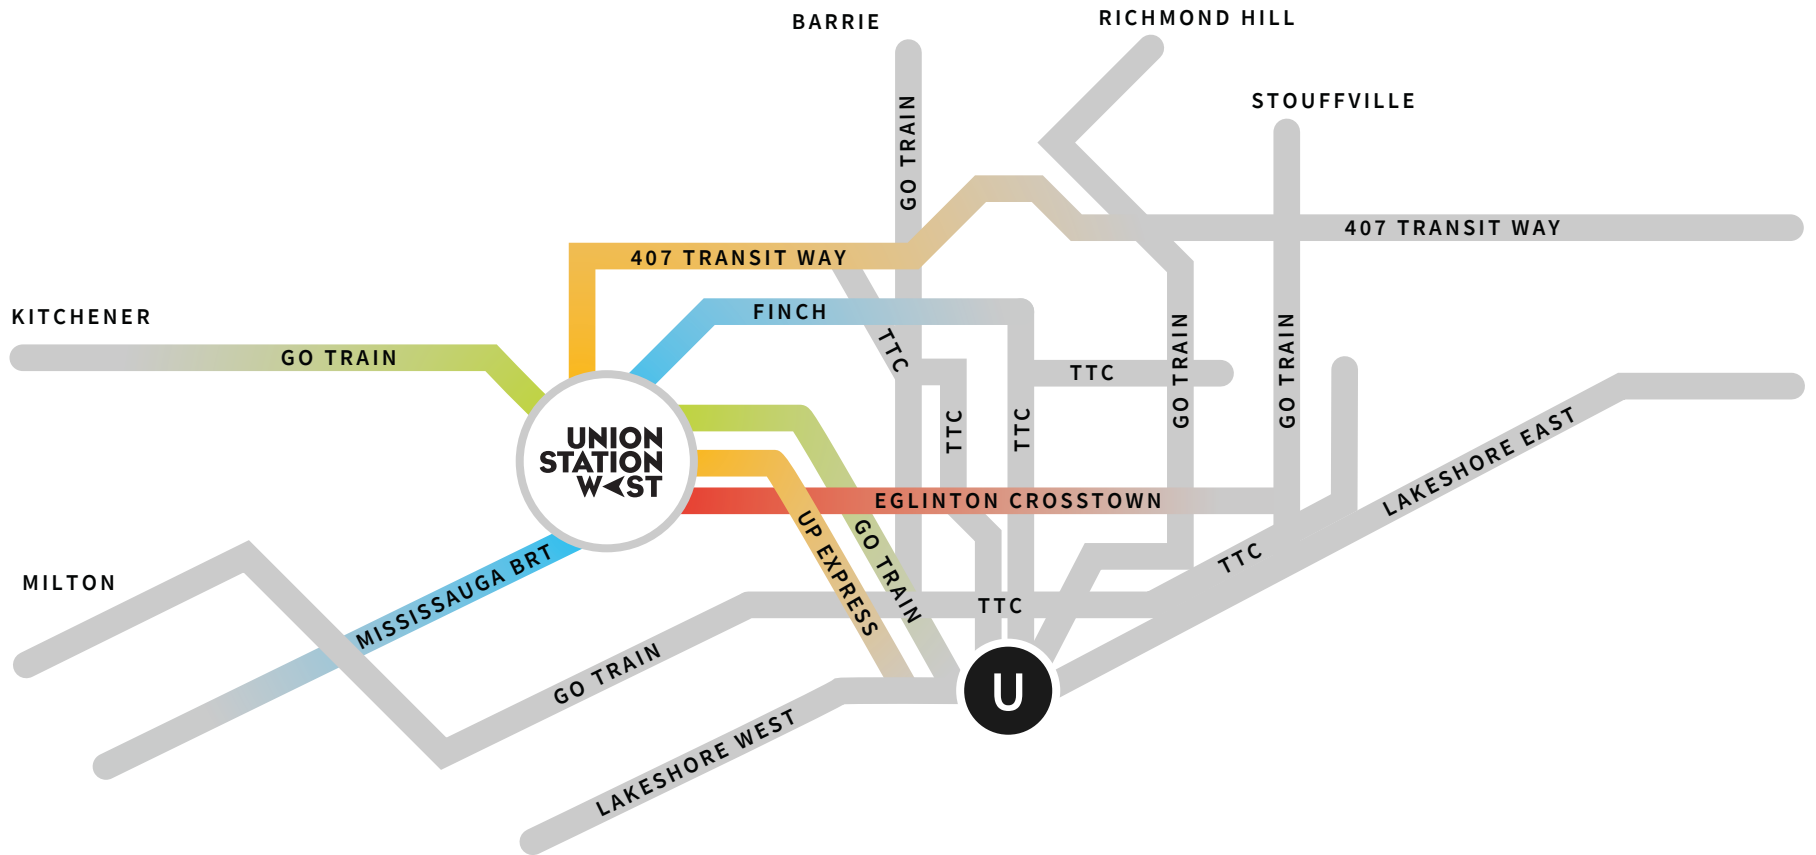 BARRIE
RICHMOND HILL
STOUFFVILLE
GO TRAIN
407 TRANSIT WAY
407 TRANSIT WAY
KITCHENER
FINCH
GO TRAIN
TTC
TTC
GO TRAIN
GO TRAIN
TTC
TTC
UNION
STATION
WEST
EGLINTON CROSSTOWN
LAKESHORE EAST
UP EXPRESS
GO TRAIN
TTC
MILTON
MISSISSAUGA BRT
TTC
GO TRAIN
LAKESHORE WEST
U